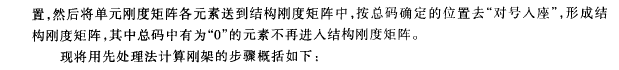 置,然后将单元刚度矩阵各元素送到结构刚度矩阵中,按总码确定的位置去“对号人座”,形成结
构刚度矩阵,其中总码中有为“0”的元素不再进入结构刚度矩阵。
现将用先处理法计算刚架的步骤概括如下: